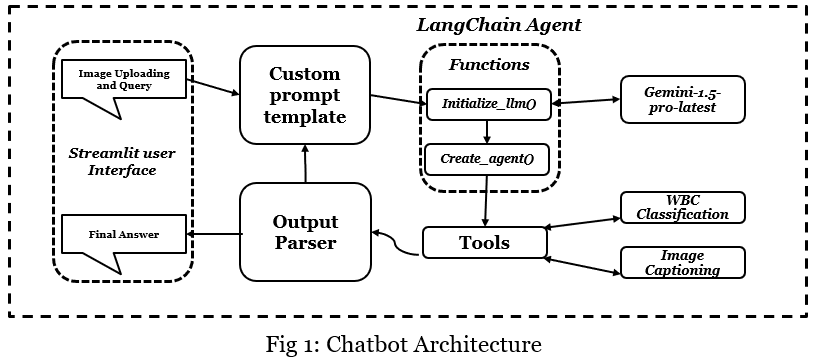 LangChain Agent
Image Uploading
and Query
Streamlit user
Interface
Final Answer
Custom
prompt
template
Output
Parser
Functions
Initialize_llm()
Create_agent()
Tools
Gemini-1.5-
pro-latest
WBC
Classification
Image
Captioning
Fig 1: Chatbot Architecture